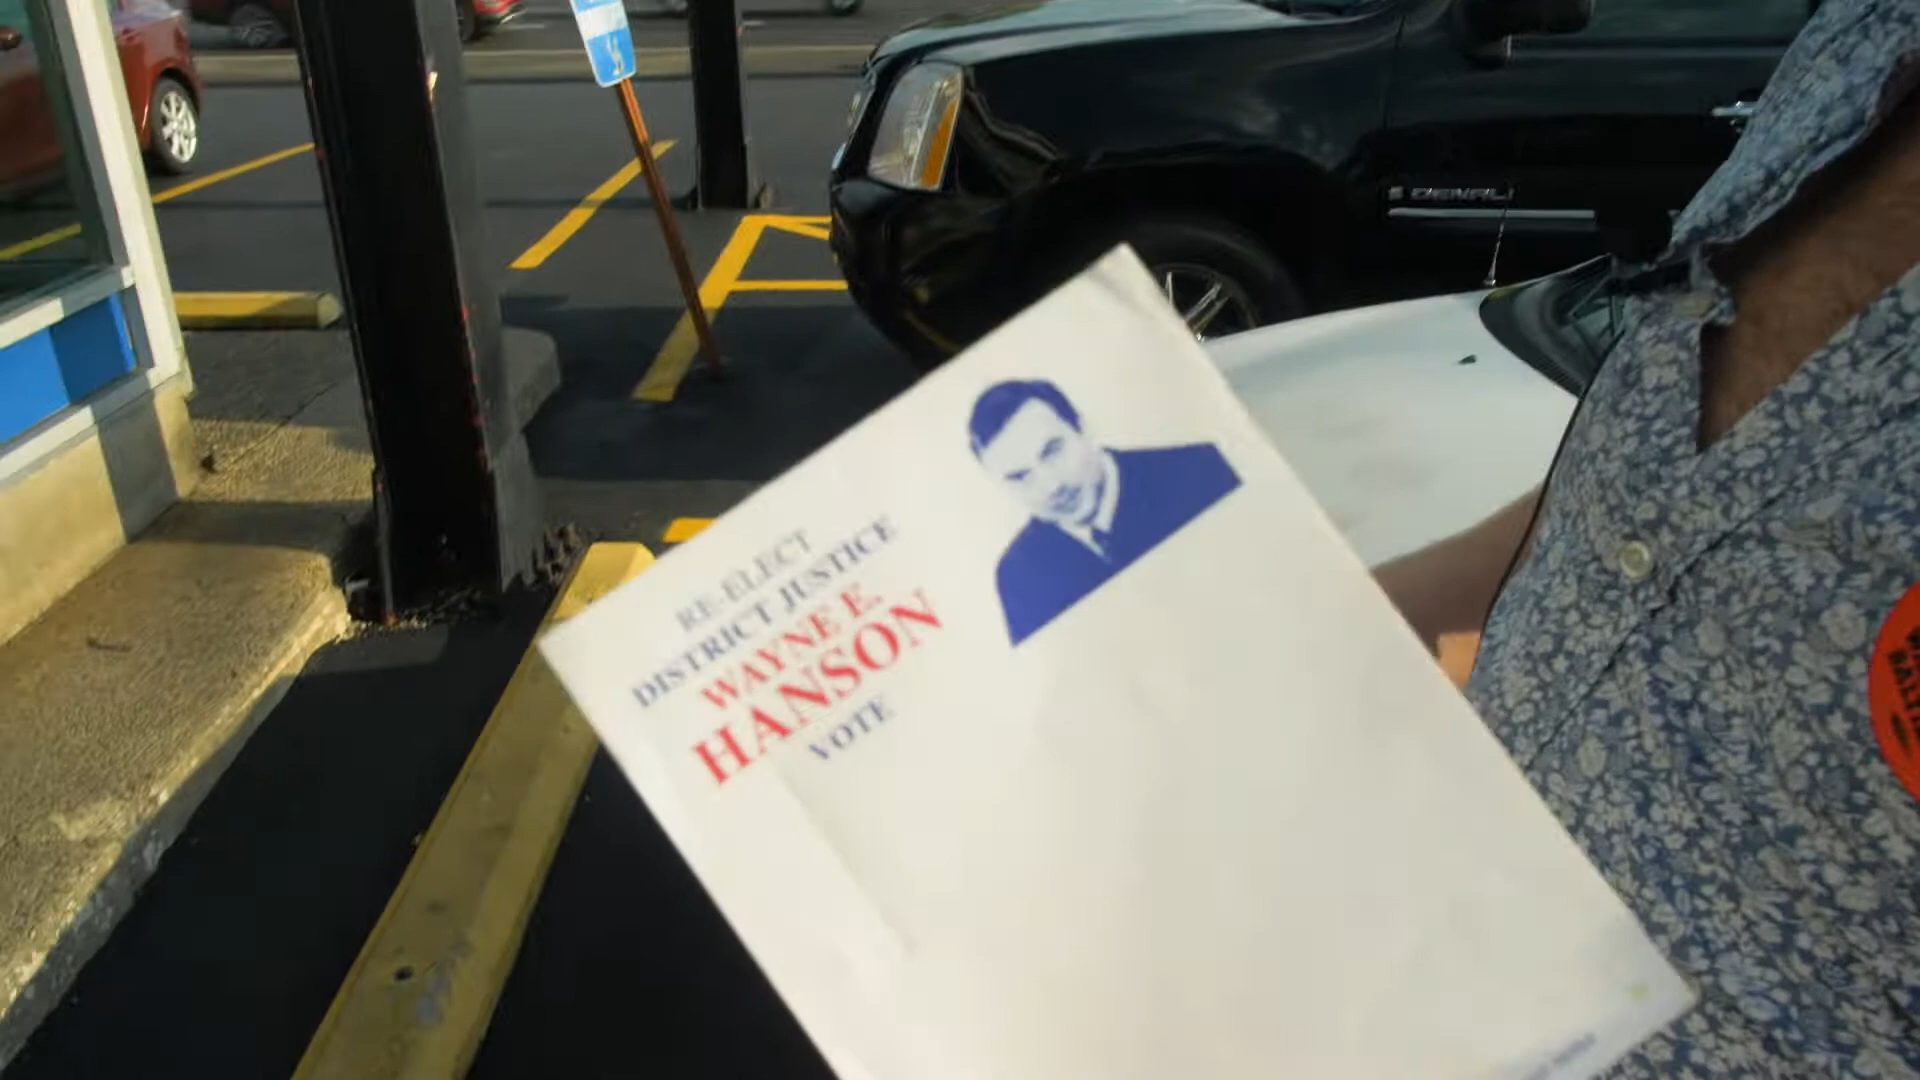 RE-ELECT
DISTRICT JUSTICE
WAYNE E.
HANSON
VOTE
DENALI